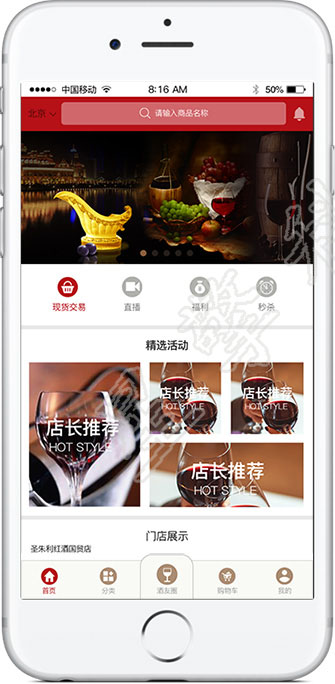 中国移动 8:16 AM 50%
北京 请输入商品名称
现货交易 直播 福利 秒杀
精选活动
店长推荐
HOT STYLE
店长推荐
HOT STYLE
店长推荐
HOT STYLE
店长推荐
HOT STYLE
门店展示
圣朱利红酒国贸店
首页 分类 酒友圈 购物车 我的